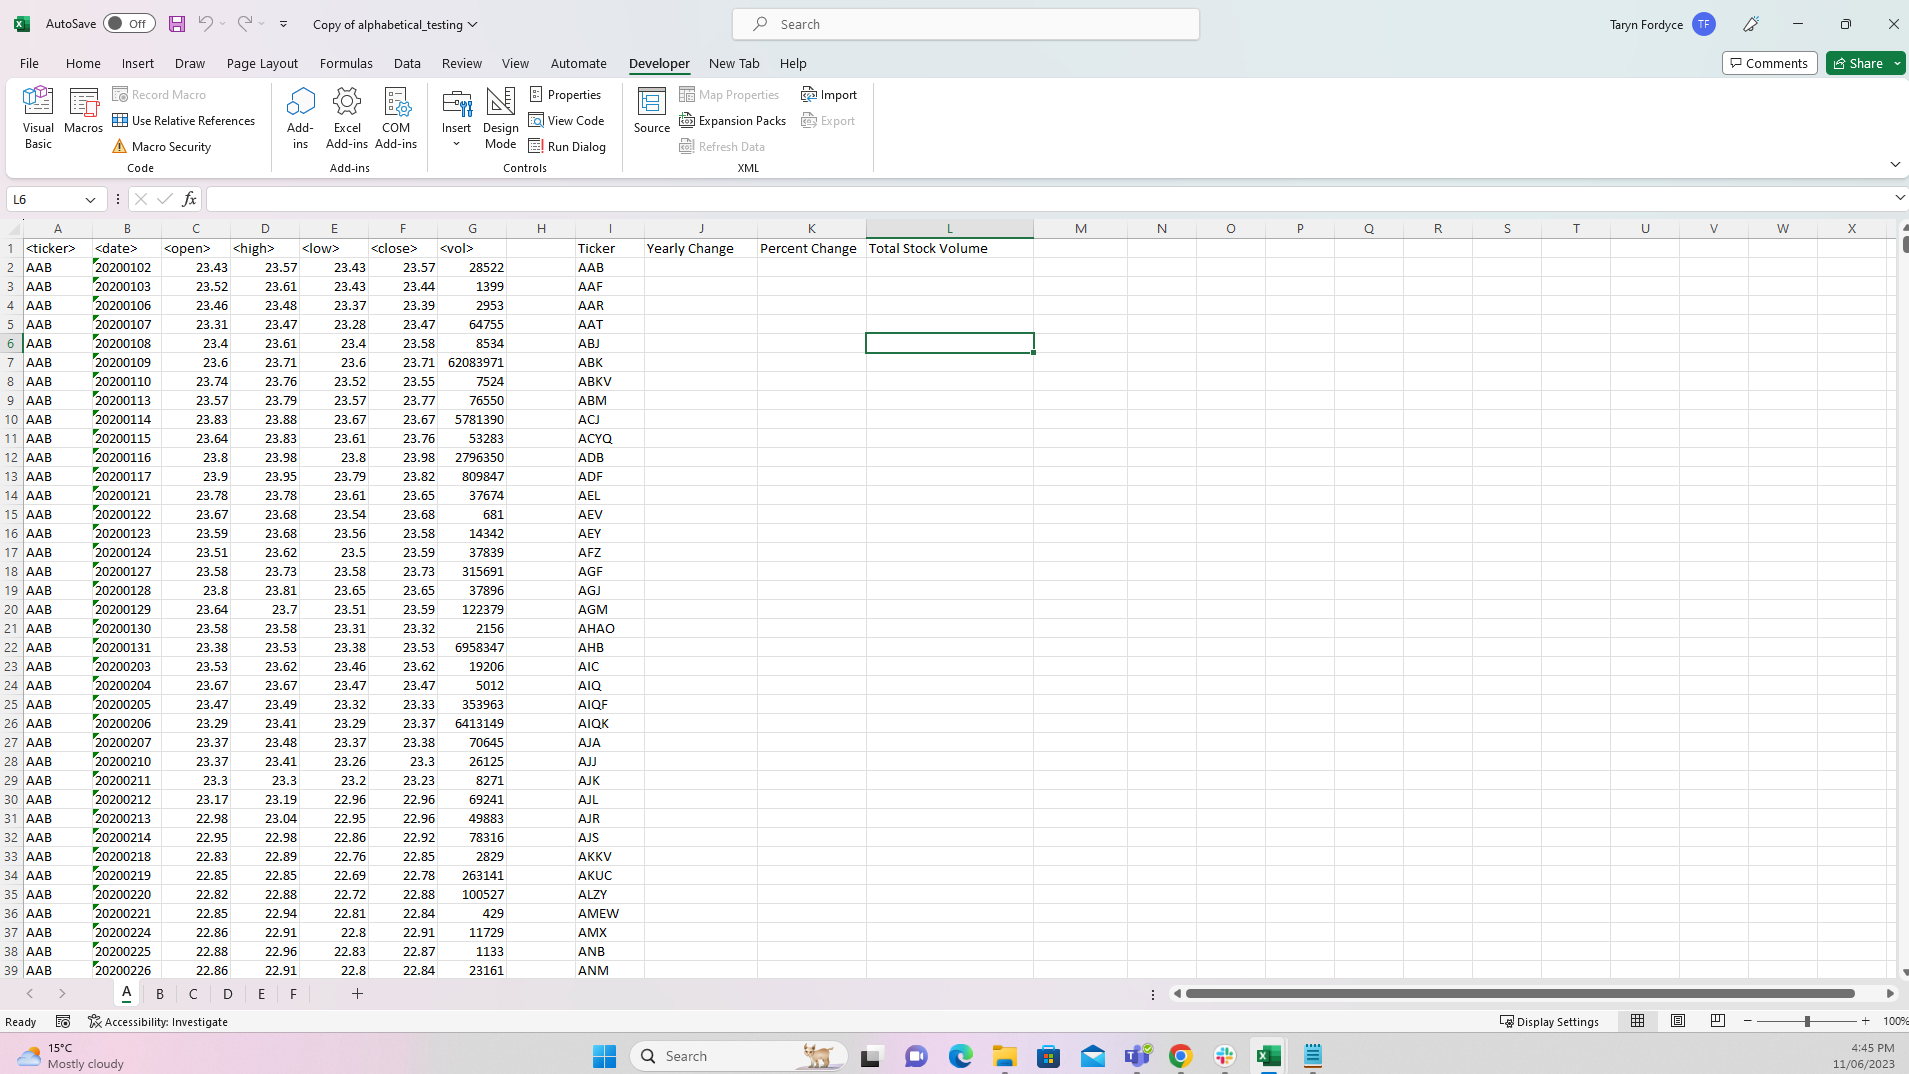 AutoSave Off Copy of alphabetical_testing Search Taryn Fordyce TF
File Home Insert Draw Page Layout Formulas Data Review View Automate Developer New Tab Help Comments Share
Visual Basic Macros Record Macro Use Relative References Macro Security Code
Add-ins Excel Add-ins COM Add-ins Add-ins
Insert Design Mode Properties View Code Run Dialog Controls
Source Map Properties Expansion Packs Refresh Data Import Export XML
L6 fx
A B C D E F G H I J K L M N O P Q R S T U V W X
1 <ticker> <date> <open> <high> <low> <close> <vol> Ticker Yearly Change Percent Change Total Stock Volume
2 AAB 20200102 23.43 23.57 23.43 23.57 28522 AAB
3 AAB 20200103 23.52 23.61 23.43 23.44 1399 AAF
4 AAB 20200106 23.46 23.48 23.37 23.39 2953 AAR
5 AAB 20200107 23.31 23.47 23.28 23.47 64755 AAT
6 AAB 20200108 23.4 23.61 23.4 23.58 8534 ABJ
7 AAB 20200109 23.6 23.71 23.6 23.71 62083971 ABK
8 AAB 20200110 23.74 23.76 23.52 23.55 7524 ABKV
9 AAB 20200113 23.57 23.79 23.57 23.77 76550 ABM
10 AAB 20200114 23.83 23.88 23.67 23.67 5781390 ACJ
11 AAB 20200115 23.64 23.83 23.61 23.76 53283 ACYQ
12 AAB 20200116 23.8 23.98 23.8 23.98 2796350 ADB
13 AAB 20200117 23.9 23.95 23.79 23.82 809847 ADF
14 AAB 20200121 23.78 23.78 23.61 23.65 37674 AEL
15 AAB 20200122 23.67 23.68 23.54 23.68 681 AEV
16 AAB 20200123 23.59 23.68 23.56 23.58 14342 AEY
17 AAB 20200124 23.51 23.62 23.5 23.59 37839 AFZ
18 AAB 20200127 23.58 23.73 23.58 23.73 315691 AGF
19 AAB 20200128 23.8 23.81 23.65 23.65 37896 AGJ
20 AAB 20200129 23.64 23.7 23.51 23.59 122379 AGM
21 AAB 20200130 23.58 23.58 23.31 23.32 2156 AHAO
22 AAB 20200131 23.38 23.53 23.38 23.53 6958347 AHB
23 AAB 20200203 23.53 23.62 23.46 23.62 19206 AIC
24 AAB 20200204 23.67 23.67 23.47 23.47 5012 AIQ
25 AAB 20200205 23.47 23.49 23.32 23.33 353963 AIQF
26 AAB 20200206 23.29 23.41 23.29 23.37 6413149 AIQK
27 AAB 20200207 23.37 23.48 23.37 23.38 70645 AJA
28 AAB 20200210 23.37 23.41 23.26 23.3 26125 AJJ
29 AAB 20200211 23.3 23.3 23.2 23.23 8271 AJK
30 AAB 20200212 23.17 23.19 22.96 22.96 69241 AJL
31 AAB 20200213 22.98 23.04 22.95 22.96 49883 AJR
32 AAB 20200214 22.95 22.98 22.86 22.92 78316 AJS
33 AAB 20200218 22.83 22.89 22.76 22.85 2829 AKKV
34 AAB 20200219 22.85 22.85 22.69 22.78 263141 AKUC
35 AAB 20200220 22.82 22.88 22.72 22.88 100527 ALZY
36 AAB 20200221 22.85 22.94 22.81 22.84 429 AMEW
37 AAB 20200224 22.86 22.91 22.8 22.91 11729 AMX
38 AAB 20200225 22.88 22.96 22.83 22.87 1133 ANB
39 AAB 20200226 22.86 22.91 22.8 22.84 23161 ANM
A B C D E F
Ready Accessibility: Investigate Display Settings 100%
15°C
Mostly cloudy
Search
4:45 PM
11/06/2023